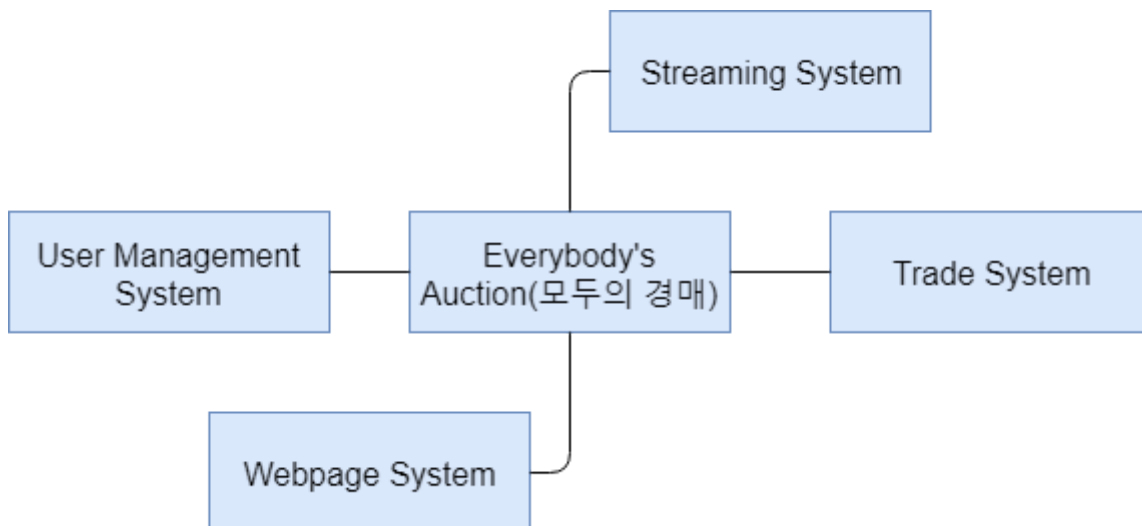 Streaming System
User Management
System
Everybody's
Auction(모두의 경매)
Trade System
Webpage System